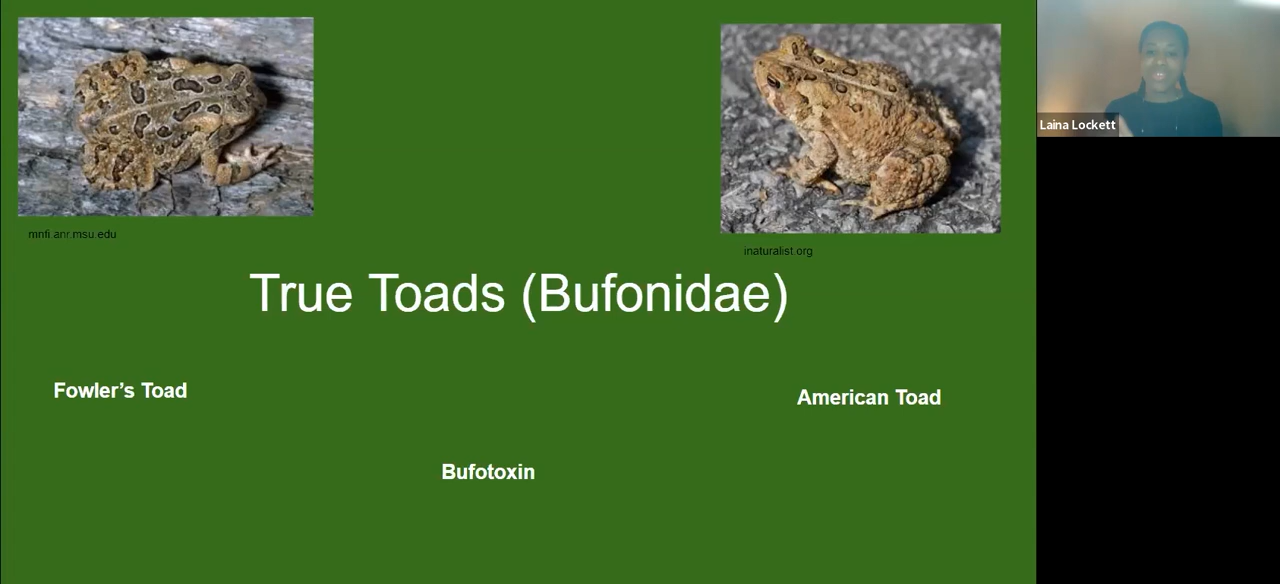 Laina Lockett
mnfi.anr.msu.edu
inaturalist.org
True Toads (Bufonidae)
Fowler's Toad
American Toad
Bufotoxin